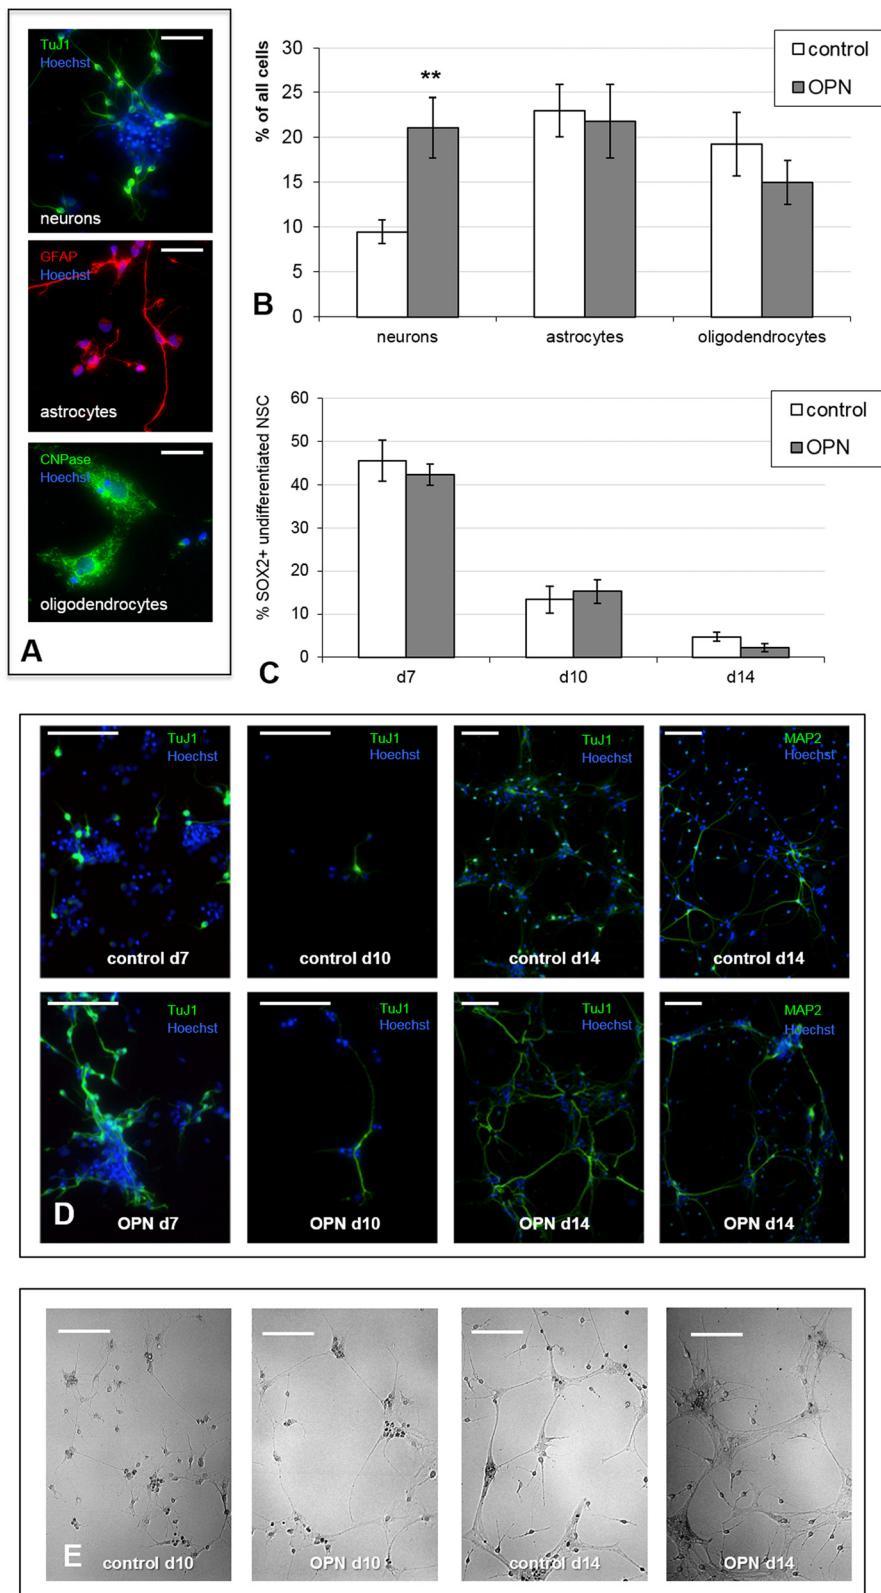 TuJ1
Hoechst
neurons
GFAP
Hoechst
astrocytes
CNPase
Hoechst
oligodendrocytes
A
% of all cells
30
25
20
15
10
5
0
**
control
OPN
B
neurons astrocytes oligodendrocytes
% SOX2+ undifferentiated NSC
60
50
40
30
20
10
0
control
OPN
C
d7 d10 d14
TuJ1
Hoechst
control d7
TuJ1
Hoechst
control d10
TuJ1
Hoechst
control d14
MAP2
Hoechst
control d14
TuJ1
Hoechst
D
OPN d7
TuJ1
Hoechst
OPN d10
TuJ1
Hoechst
OPN d14
MAP2
Hoechst
OPN d14
E
control d10
OPN d10
control d14
OPN d14